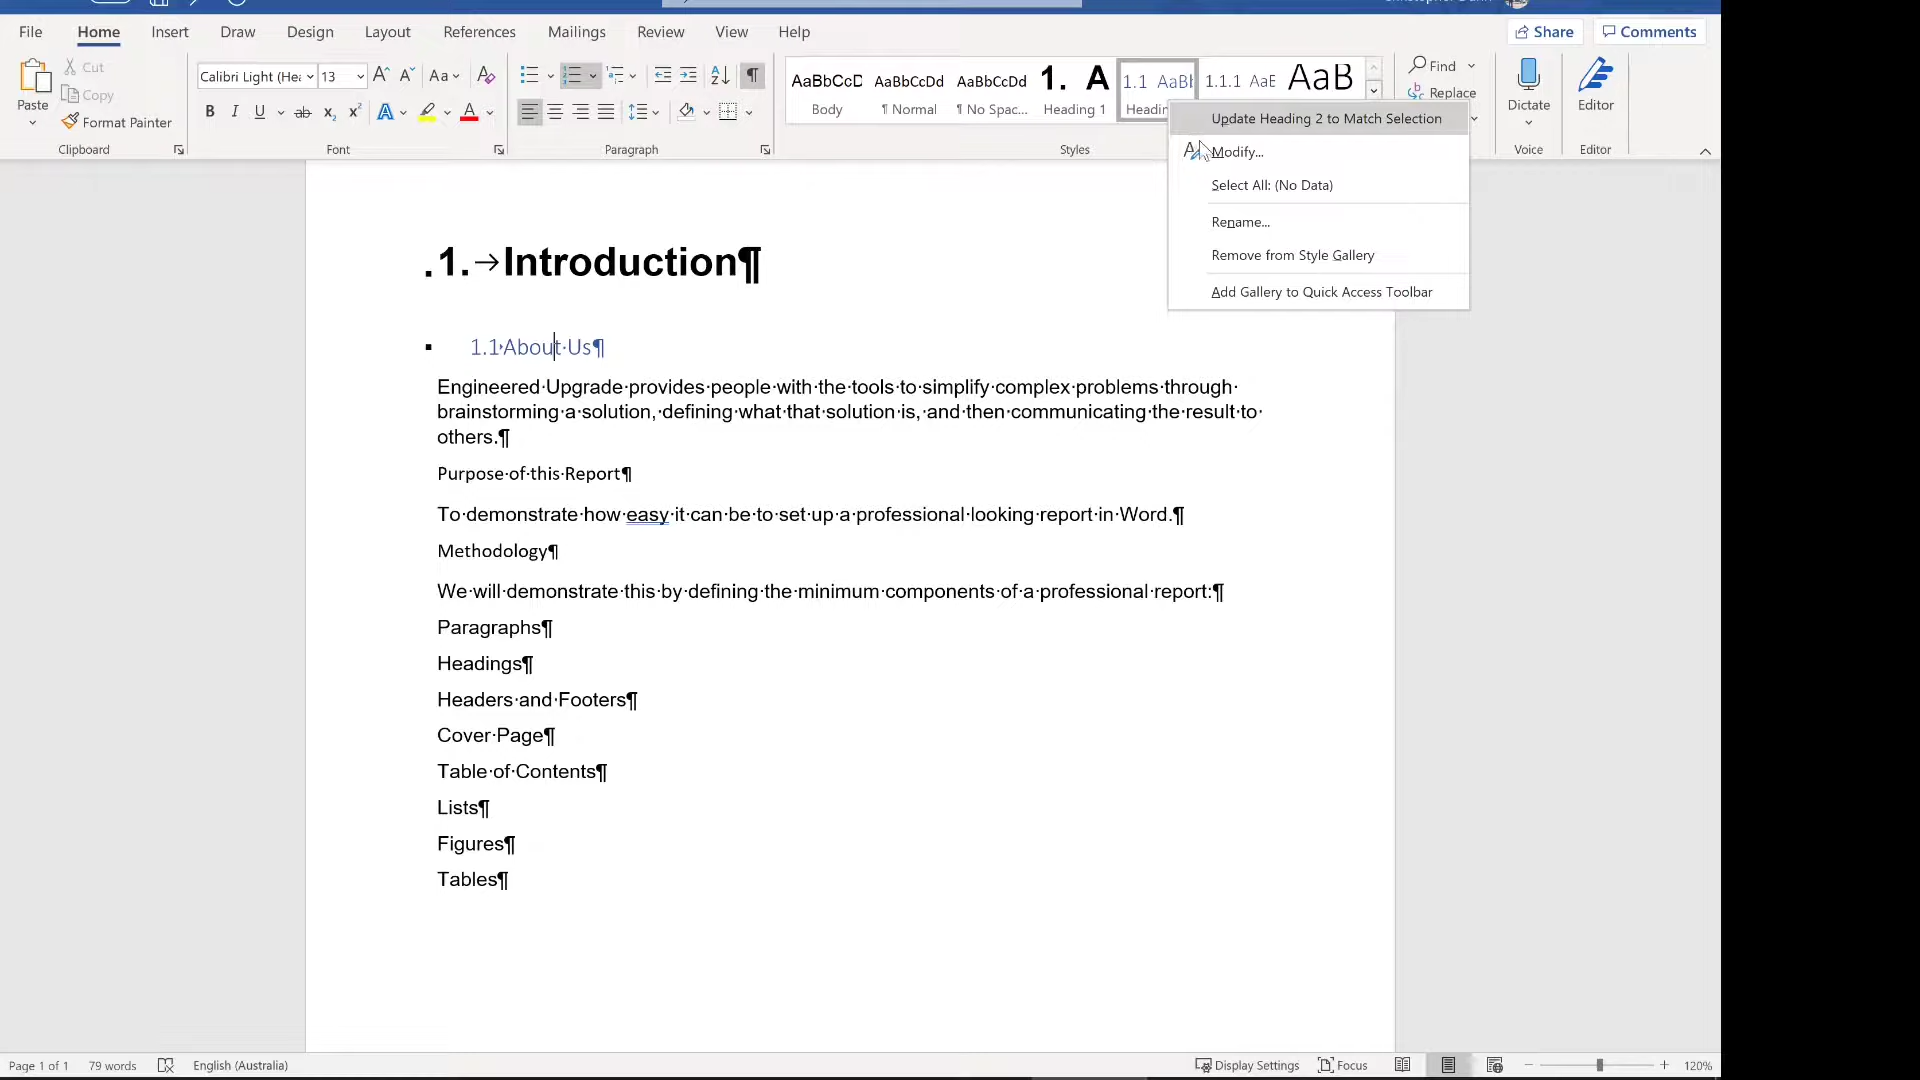 File Home Insert Draw Design Layout References Mailings Review View Help Share Comments
Paste
Cut
Copy
Format Painter
Clipboard
Calibri Light (Hea 13 Aa
B I U ab x₂ x² A A
Font
Paragraph
AaBbCcD AaBbCcDd AaBbCcDd 1. A 1.1 AaBb 1.1.1 AaB AaB
Body ¶ Normal ¶ No Spac... Heading 1
Styles
Find
Replace
Dictate
Voice
Editor
Editor
Update Heading 2 to Match Selection
Modify...
Select All: (No Data)
Rename...
Remove from Style Gallery
Add Gallery to Quick Access Toolbar
1.→Introduction¶
1.1 About·Us¶
Engineered·Upgrade·provides·people·with·the·tools·to·simplify·complex·problems·through·
brainstorming·a·solution,·defining·what·that·solution·is,·and·then·communicating·the·result·to·
others.¶
Purpose·of·this·Report¶
To·demonstrate·how·easy·it·can·be·to·set·up·a·professional·looking·report·in·Word.¶
Methodology¶
We·will·demonstrate·this·by·defining·the·minimum·components·of·a·professional·report:¶
Paragraphs¶
Headings¶
Headers·and·Footers¶
Cover·Page¶
Table·of·Contents¶
Lists¶
Figures¶
Tables¶
Page 1 of 1 79 words English (Australia) Display Settings Focus 120%